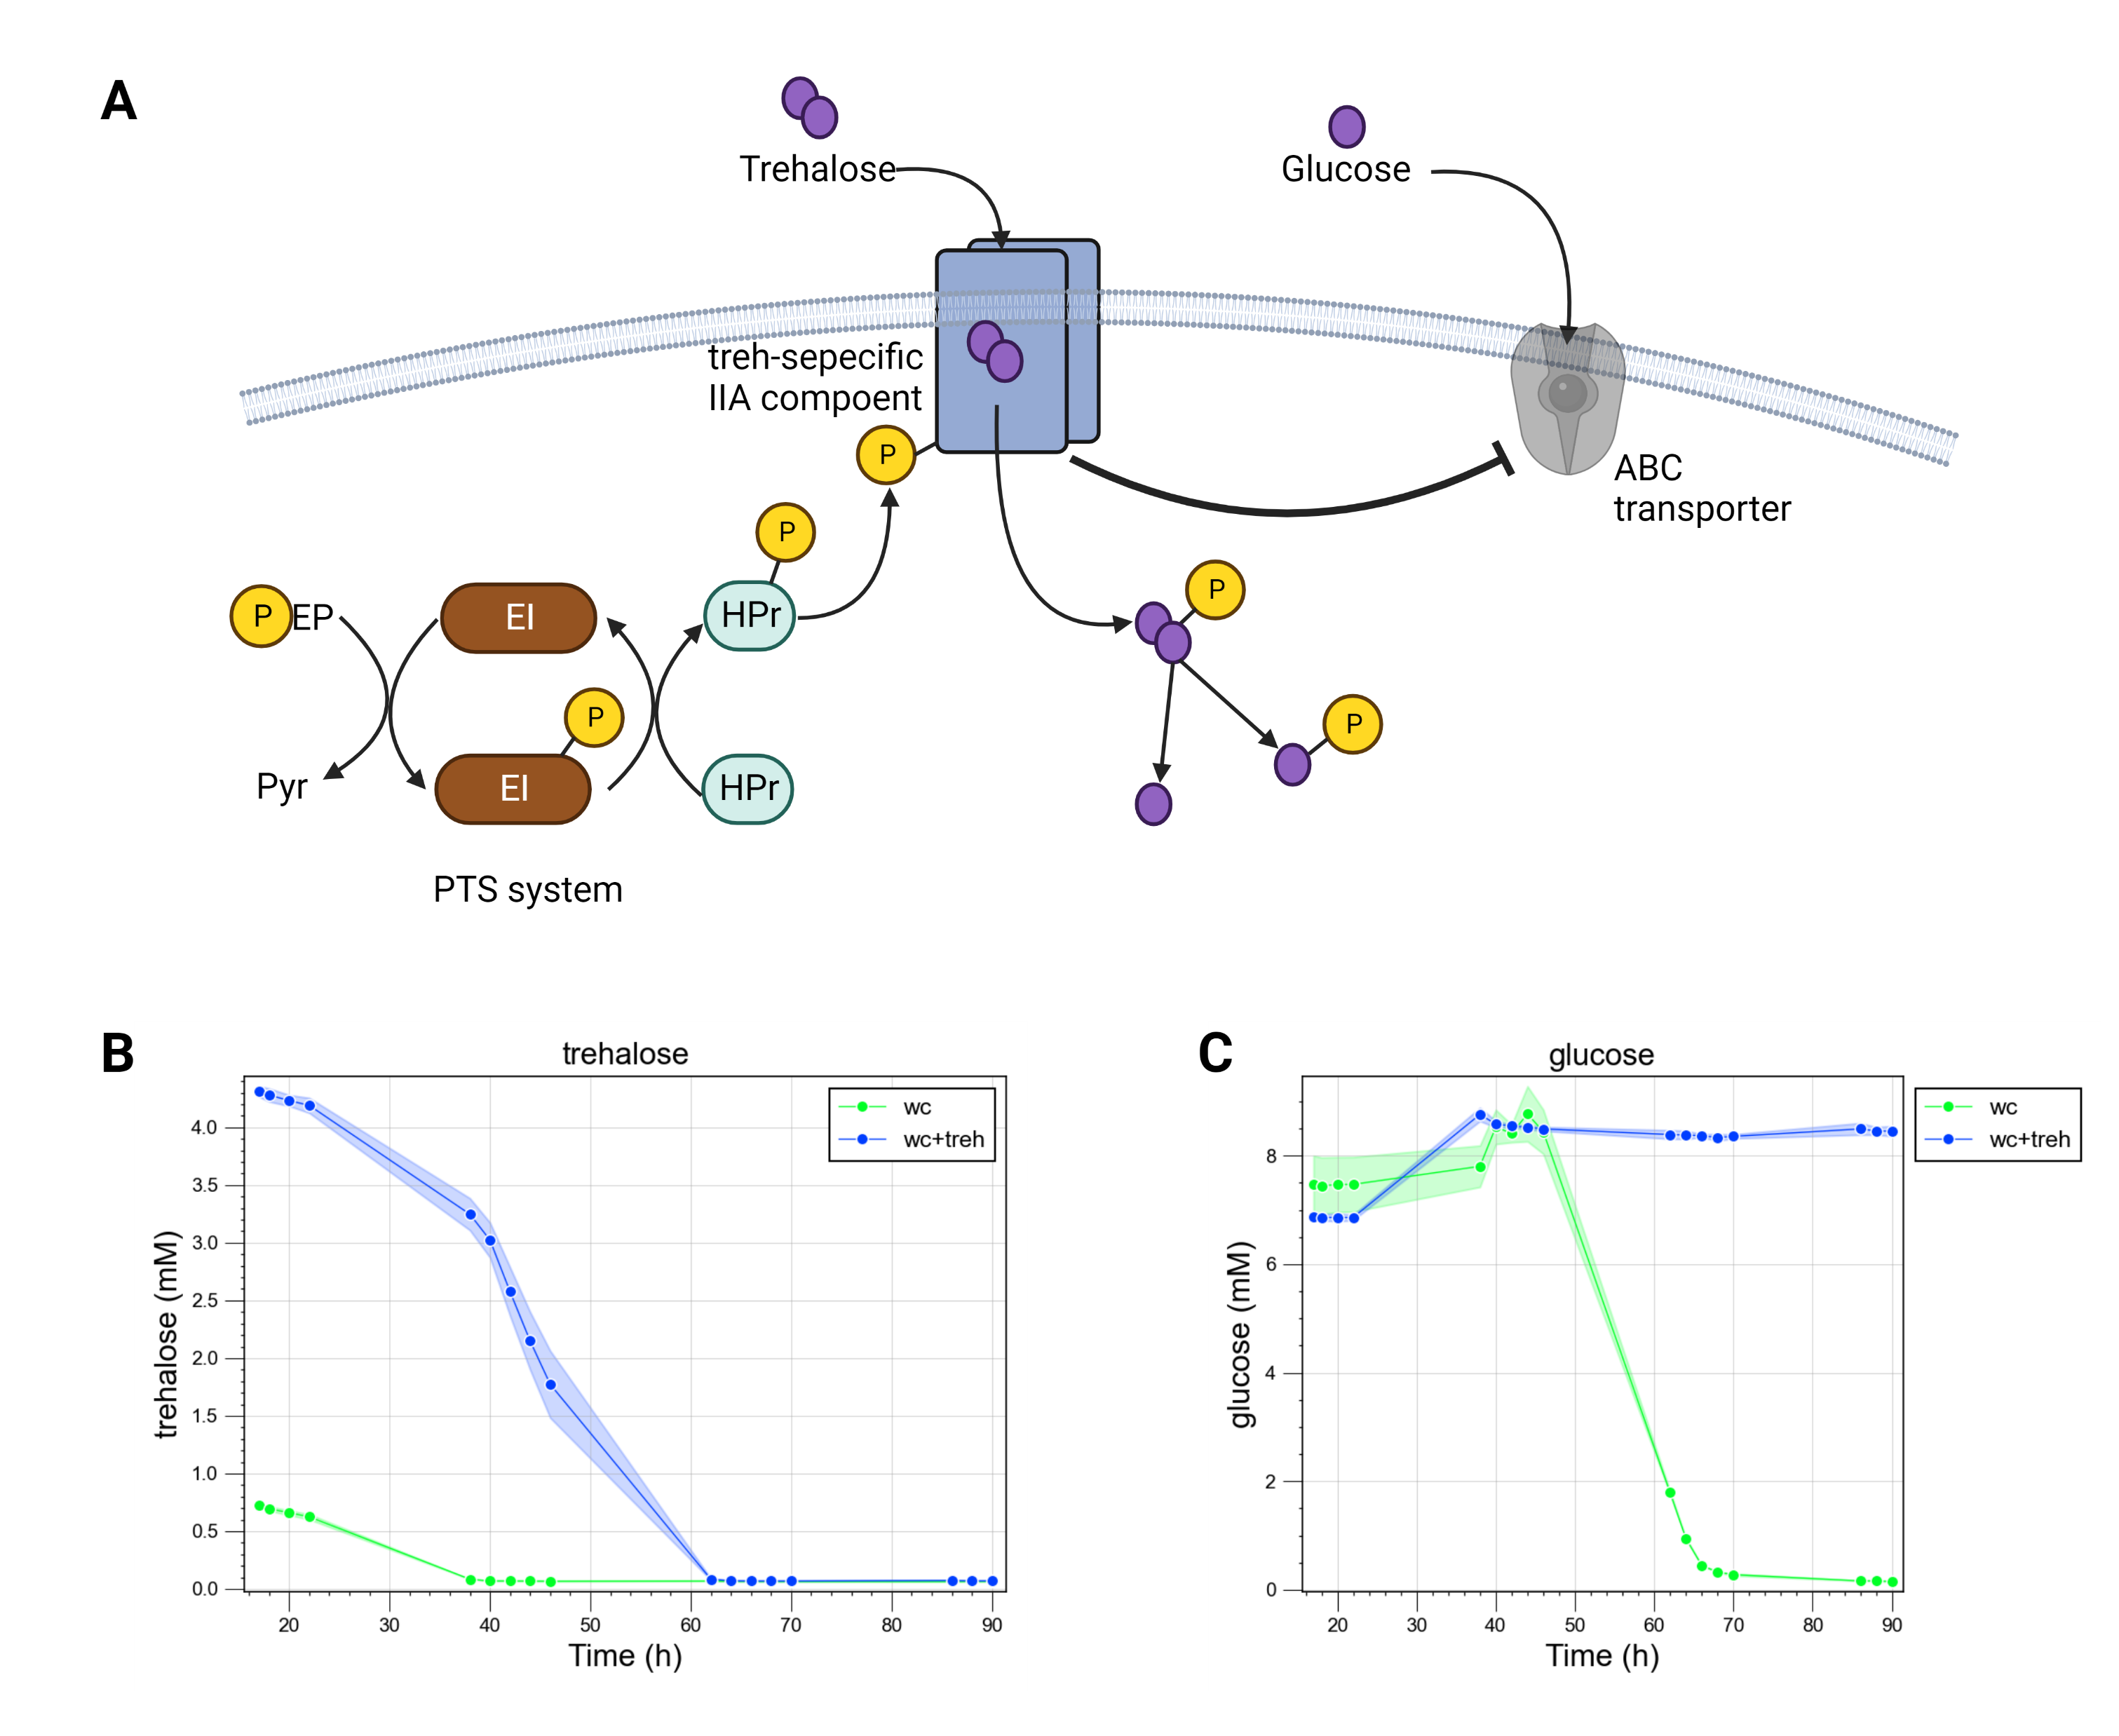 A
Trehalose
Glucose
treh-sepecific
IIA compoent
P
ABC
transporter
P
P
P EP
EI
HPr
P
P
Pyr
EI
HPr
PTS system
B
trehalose
wc
wc+treh
4.0
3.5
3.0
2.5
2.0
1.5
1.0
0.5
0.0
trehalose (mM)
20 30 40 50 60 70 80 90
Time (h)
C
glucose
wc
wc+treh
8
6
4
2
0
glucose (mM)
20 30 40 50 60 70 80 90
Time (h)